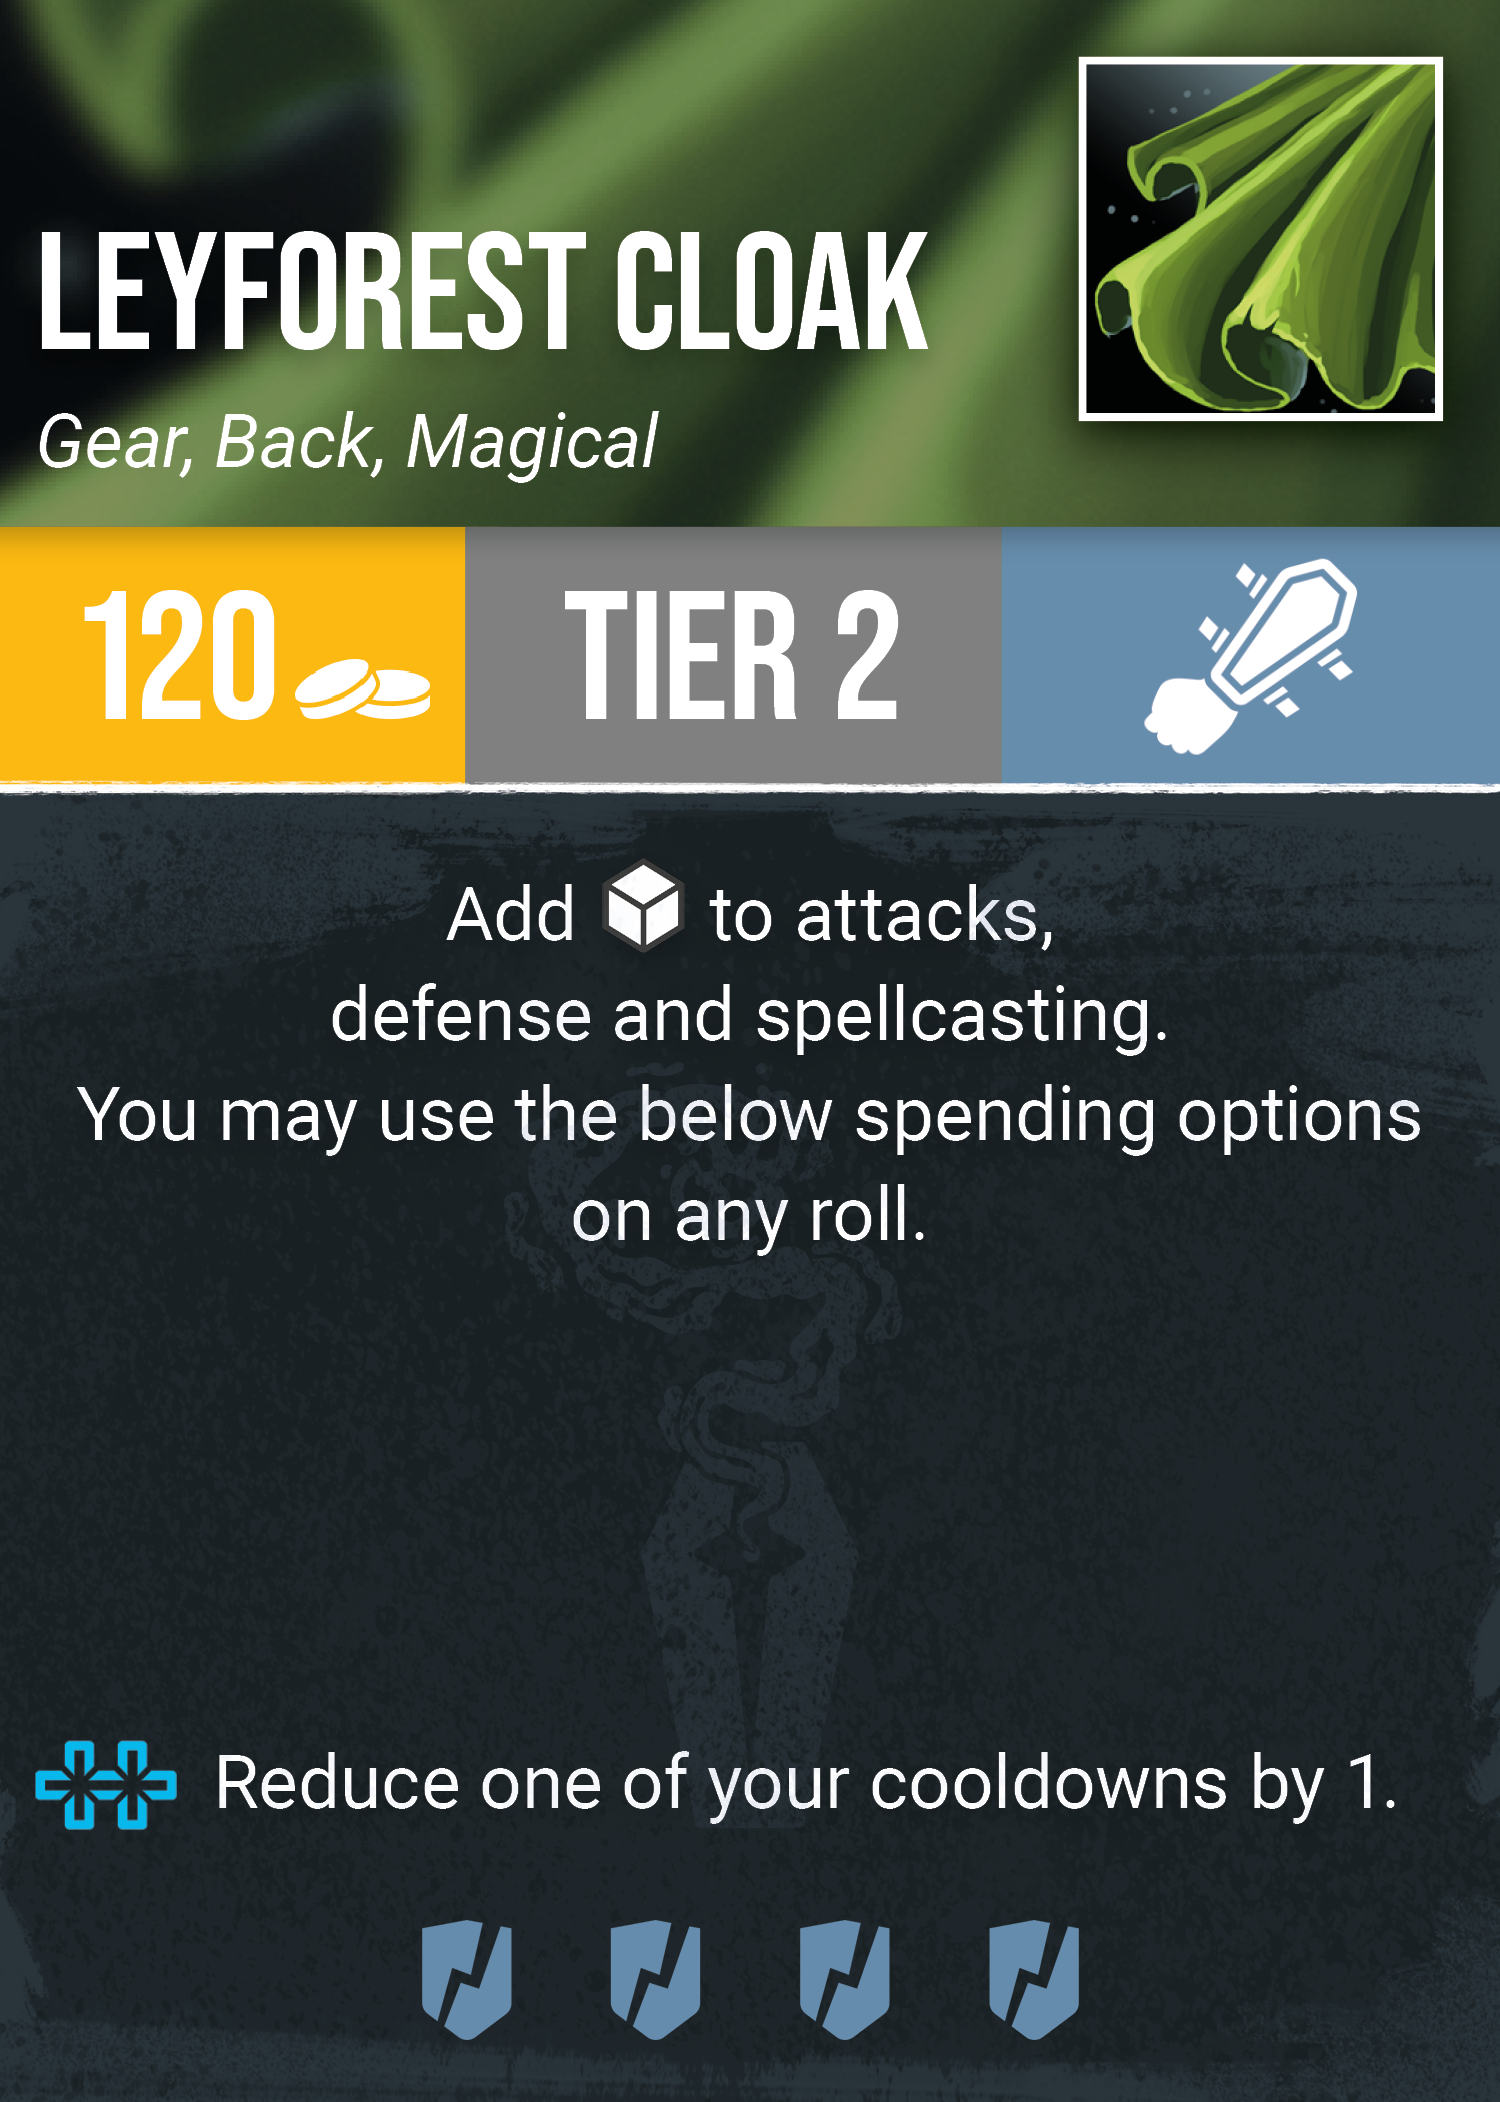 LEYFOREST CLOAK
Gear, Back, Magical
120
TIER 2
Add to attacks,
defense and spellcasting.
You may use the below spending options
on any roll.
Reduce one of your cooldowns by 1.